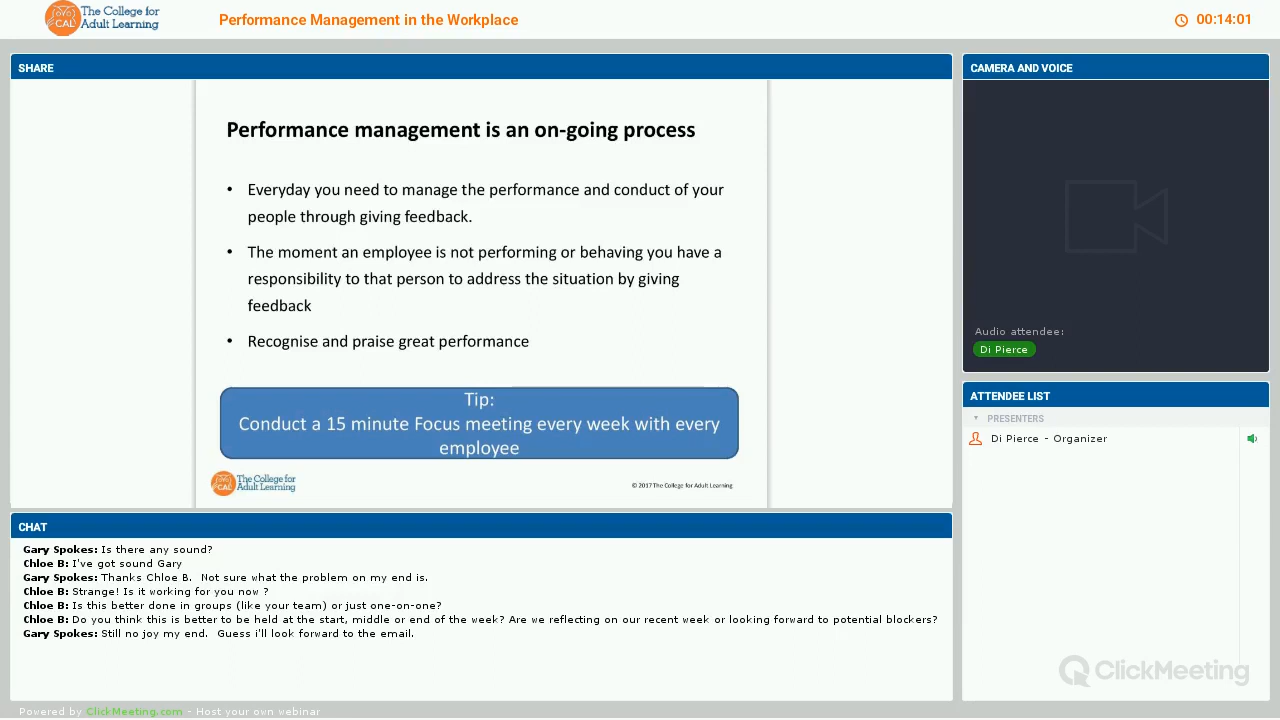 The College for
Adult Learning
CAL
Performance Management in the Workplace
00:14:01
SHARE
Performance management is an on-going process
• Everyday you need to manage the performance and conduct of your
people through giving feedback.
• The moment an employee is not performing or behaving you have a
responsibility to that person to address the situation by giving
feedback
• Recognise and praise great performance
Tip:
Conduct a 15 minute Focus meeting every week with every
employee
CAL
The College for
Adult Learning
© 2017 The College for Adult Learning
CAMERA AND VOICE
Audio attendee:
Di Pierce
ATTENDEE LIST
PRESENTERS
Di Pierce - Organizer
CHAT
Gary Spokes: Is there any sound?
Chloe B: I've got sound Gary
Gary Spokes: Thanks Chloe B.  Not sure what the problem on my end is.
Chloe B: Strange! Is it working for you now ?
Chloe B: Is this better done in groups (like your team) or just one-on-one?
Chloe B: Do you think this is better to be held at the start, middle or end of the week? Are we reflecting on our recent week or looking forward to potential blockers?
Gary Spokes: Still no joy my end.  Guess i'll look forward to the email.
ClickMeeting
Powered by ClickMeeting.com - Host your own webinar